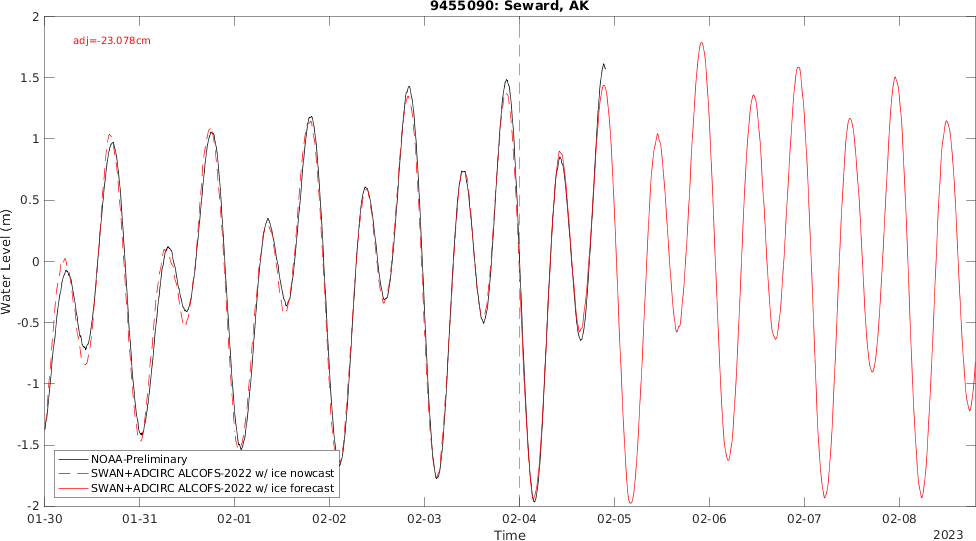 9455090: Seward, AK
adj=-23.078cm
Water Level (m)
2
1.5
1
0.5
0
-0.5
-1
-1.5
-2
NOAA-Preliminary
SWAN+ADCIRC ALCOFS-2022 w/ ice nowcast
SWAN+ADCIRC ALCOFS-2022 w/ ice forecast
01-30 01-31 02-01 02-02 02-03 02-04 02-05 02-06 02-07 02-08
Time
2023